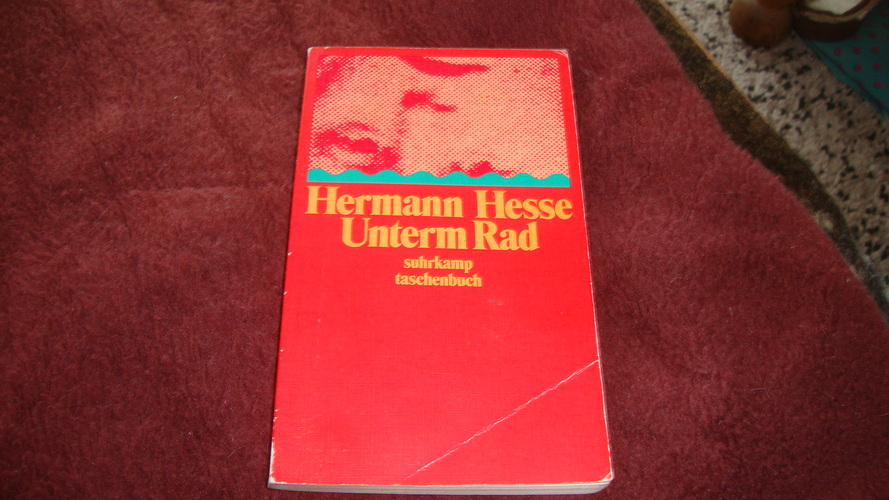 Hermann Hesse
Unterm Rad
suhrkamp
taschenbuch